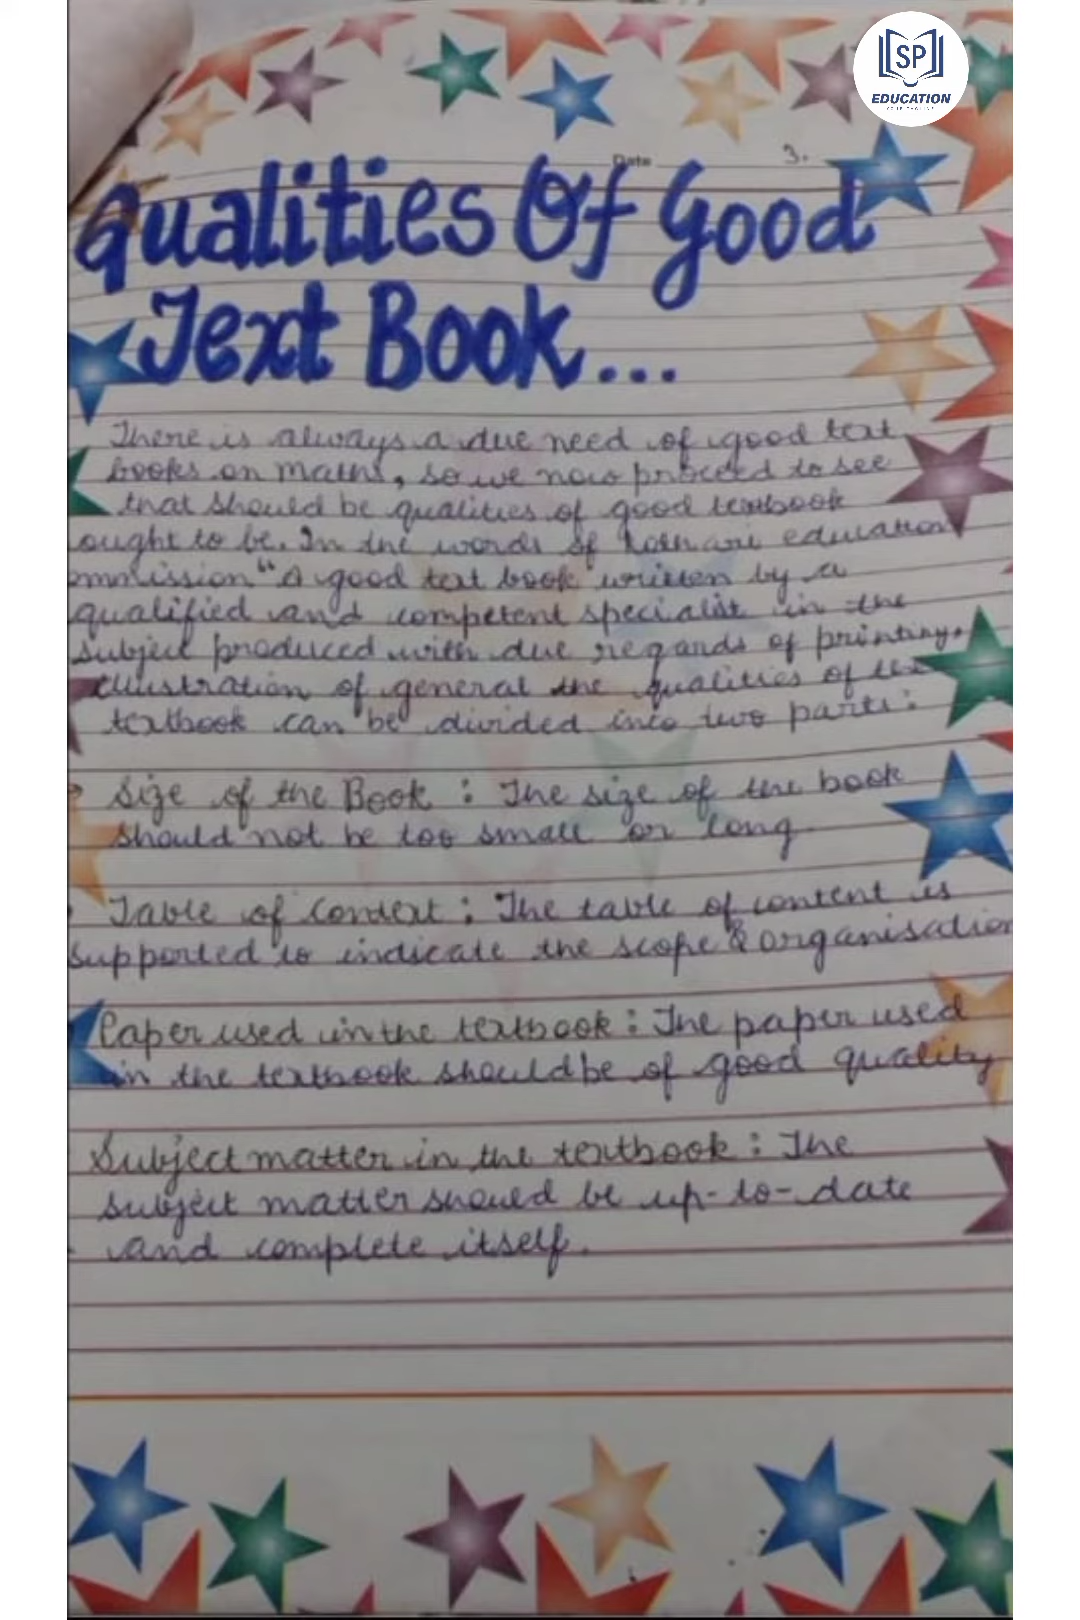 SP
EDUCATION
Date
3.
Qualities Of Good
Text Book...
There is always a due need of good text
books on maths, so we now proceed to see
that should be qualities of good textbook
ought to be. In the words of Kothari education
ommission "A good text book written by a
qualified and competent specialist in the
subject produced with due regards of printing,
illustration of general the qualities of the
textbook can be divided into two parts:
Size of the Book : The size of the book
should not be too small or long
Table of Context : The table of content is
supported to indicate the scope & organisation
Paper used in the textbook : The paper used
in the textbook should be of good quality
Subject matter in the textbook : The
subject matter should be up-to-date
and complete itself.